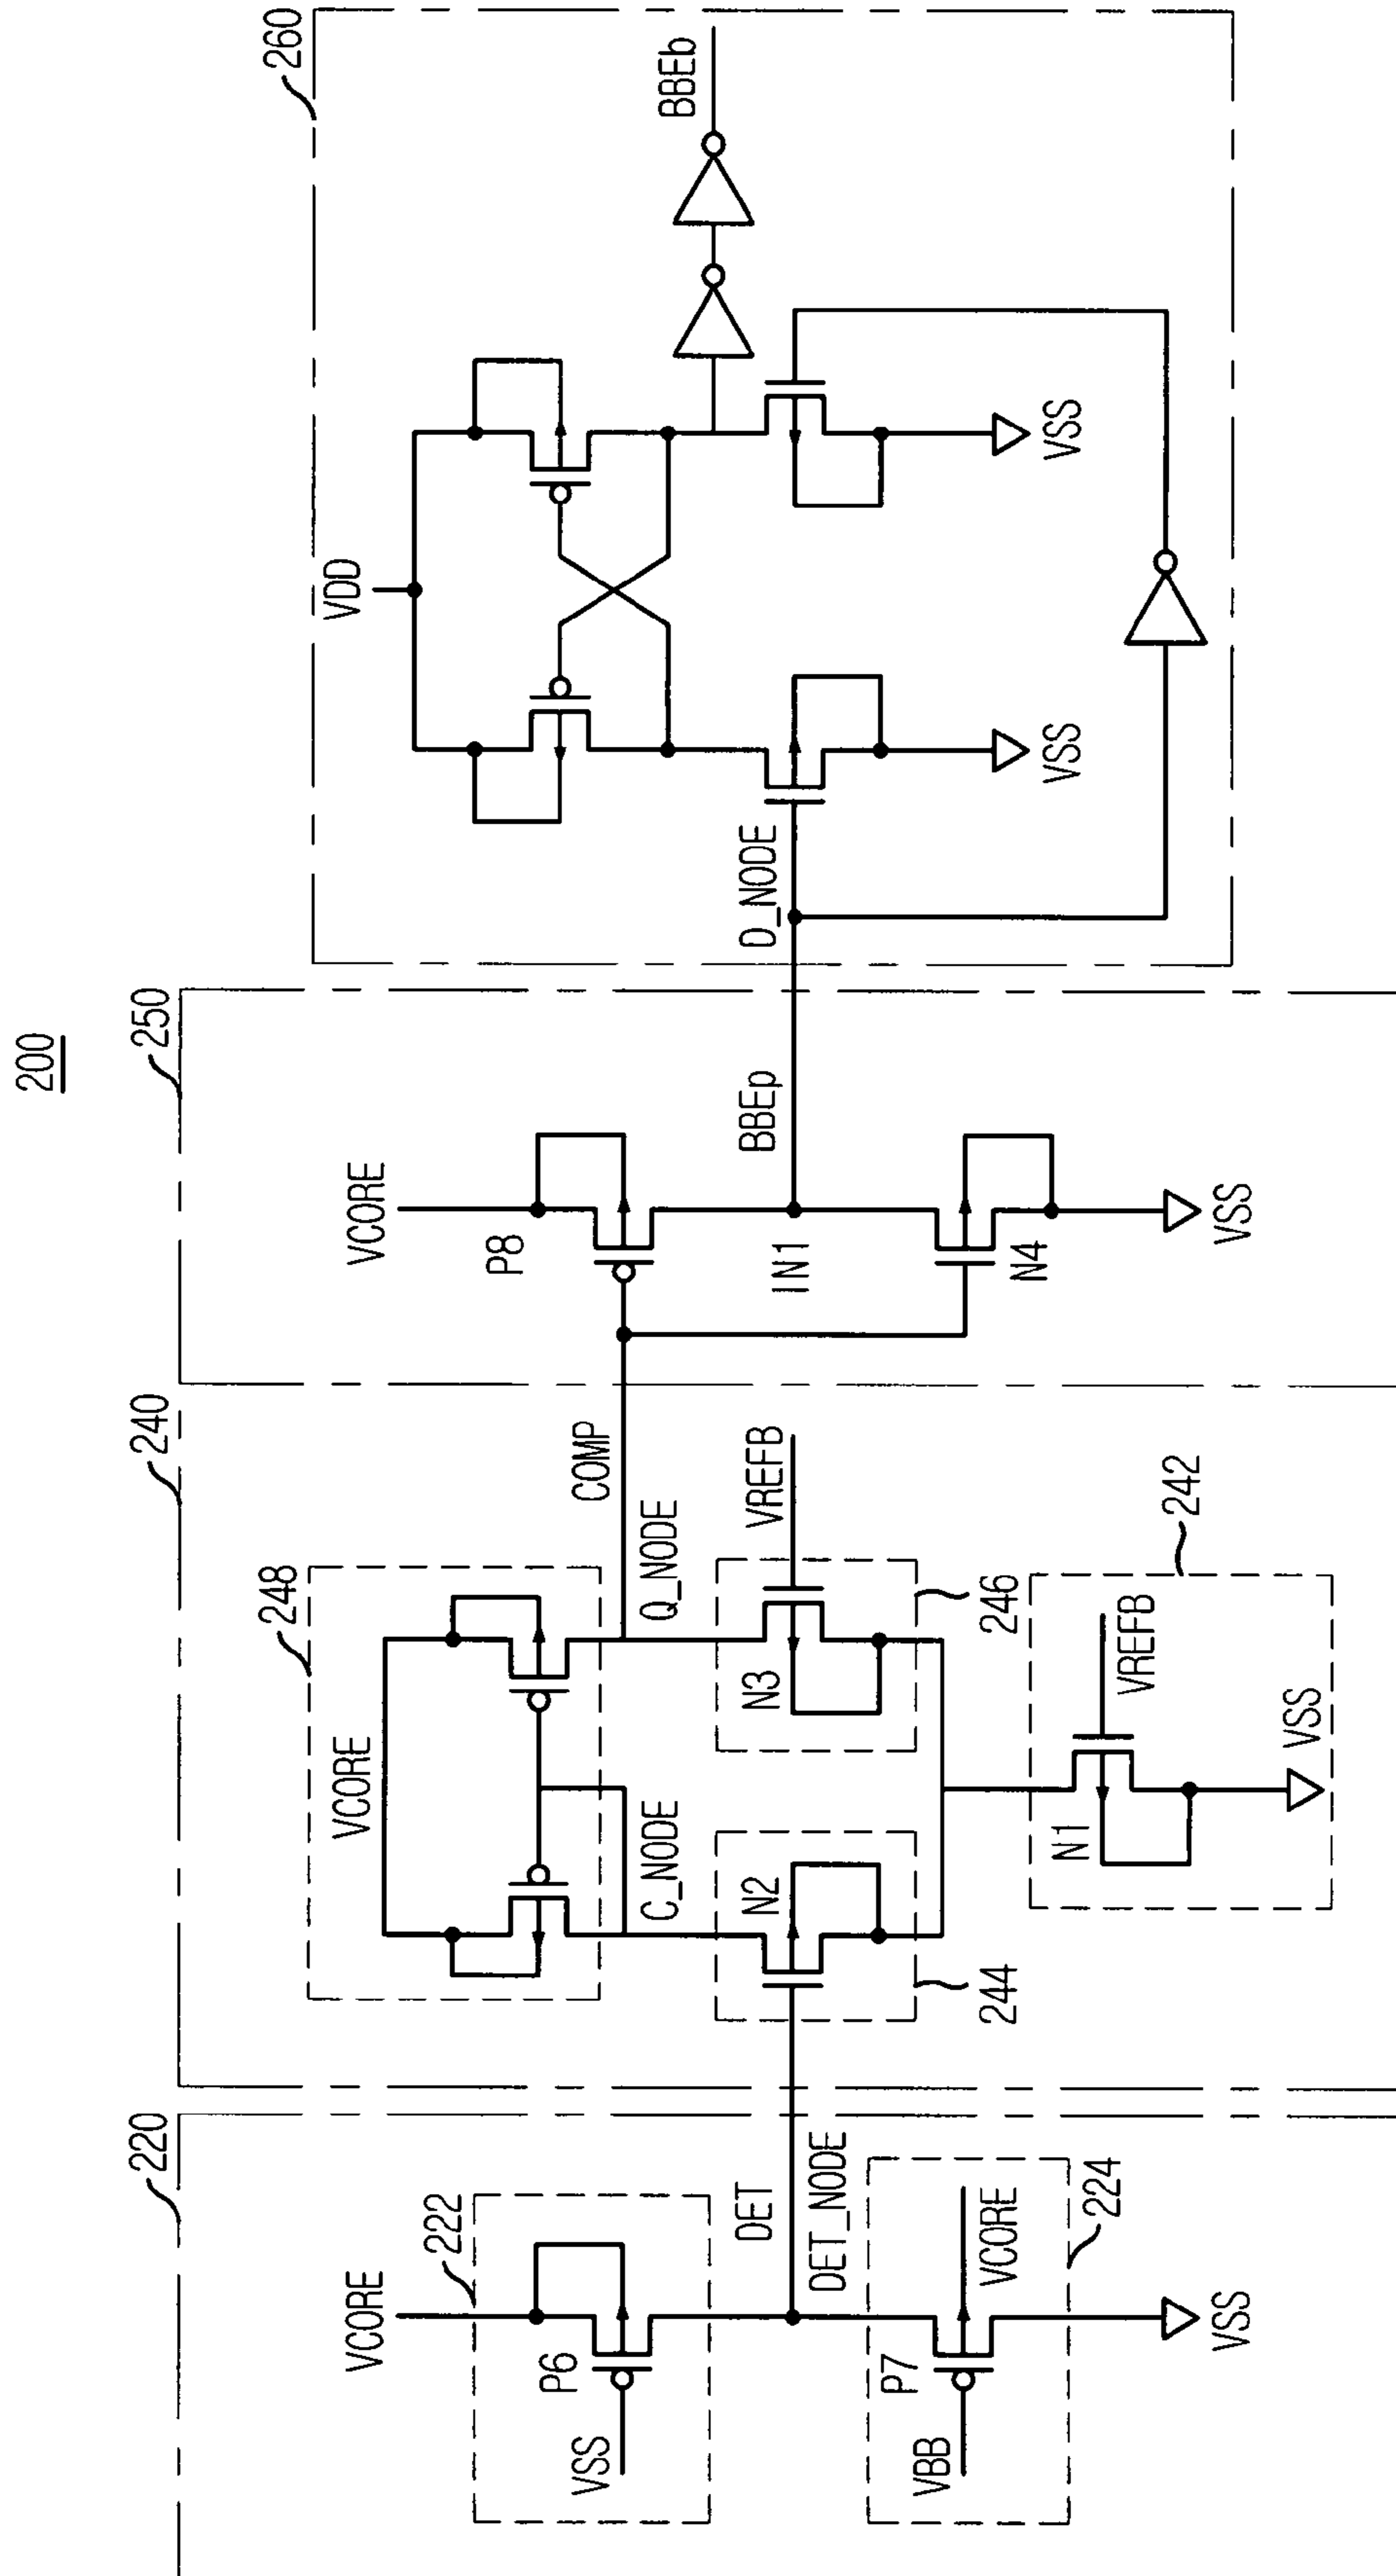 200
220
222
VCORE
P6
VSS
DET
DET_NODE
P7
VBB
VCORE
224
VSS
240
248
VCORE
C_NODE
Q_NODE
COMP
N2
244
N3
VREFB
246
242
N1
VREFB
VSS
250
VCORE
P8
IN1
BBEp
N4
VSS
260
VDD
D_NODE
VSS
VSS
BBEb